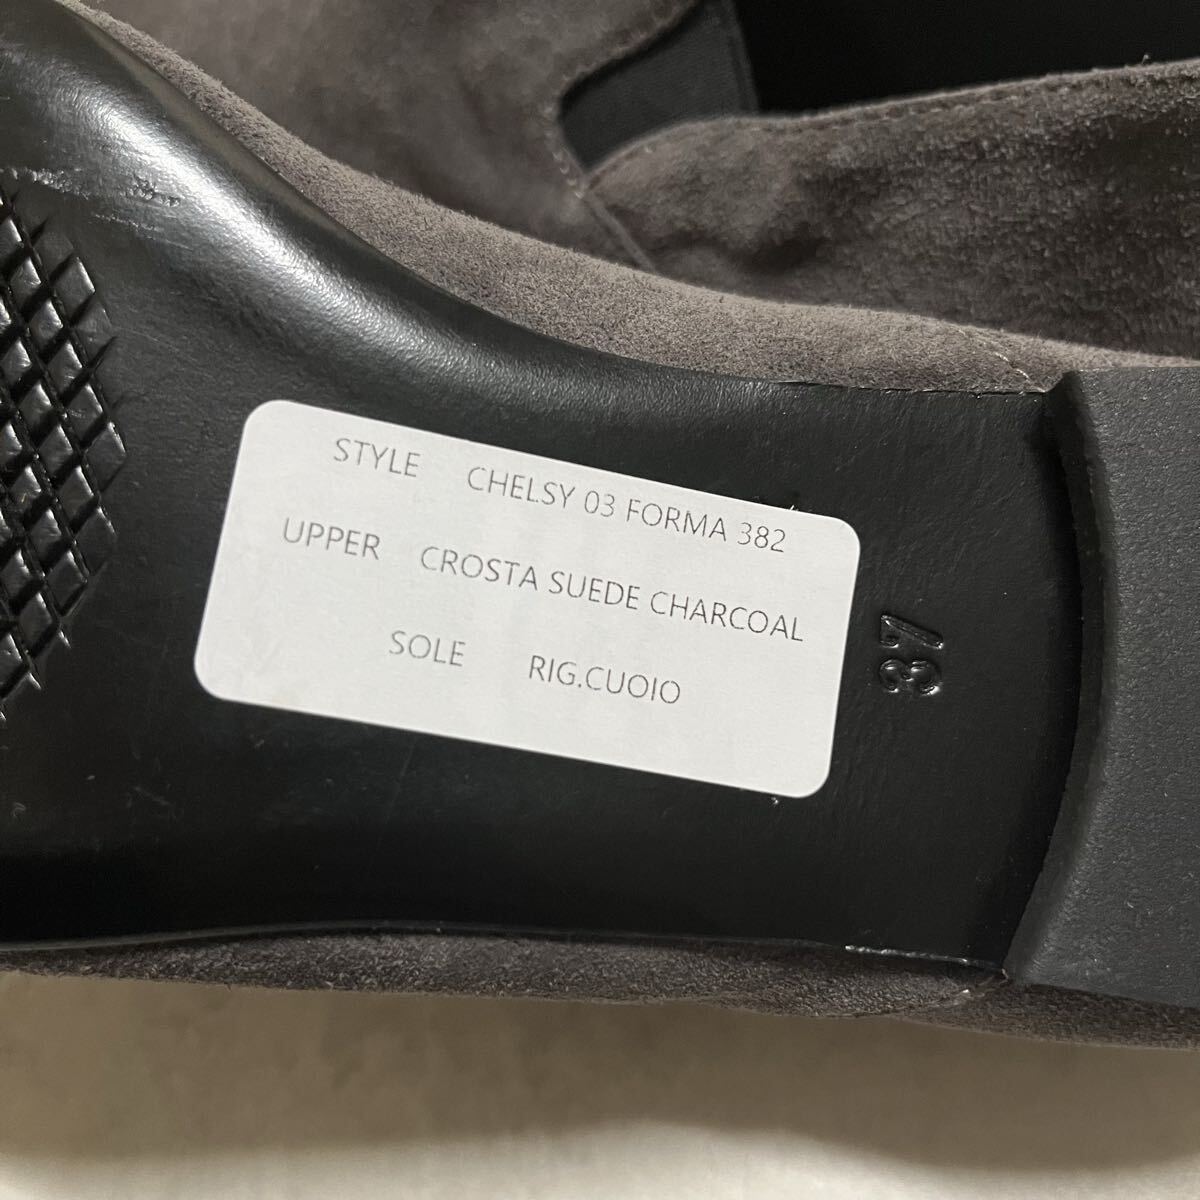 STYLE CHELSY 03 FORMA 382
UPPER CROSTA SUEDE CHARCOAL
SOLE RIG.CUOIO
37